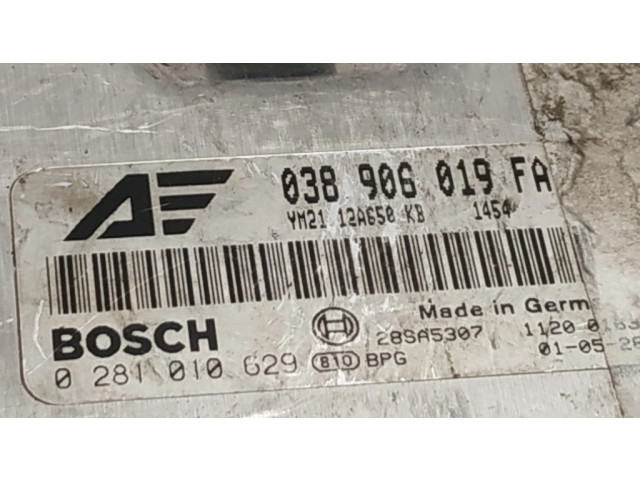 038 906 019 FA
YM21 12A650 KB 1454
Made in Germ
BOSCH 28SA5307 1120
0 281 010 629 810 BPG 01-05-28